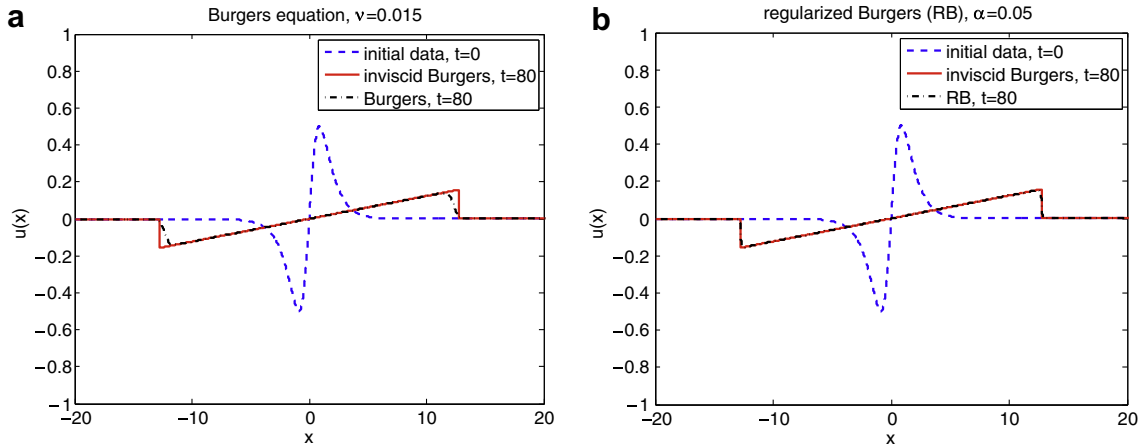 a
Burgers equation, ν=0.015
initial data, t=0
inviscid Burgers, t=80
Burgers, t=80
1
0.8
0.6
0.4
0.2
0
−0.2
−0.4
−0.6
−0.8
−1
u(x)
−20
−10
0
10
20
x
b
regularized Burgers (RB), α=0.05
initial data, t=0
inviscid Burgers, t=80
RB, t=80
1
0.8
0.6
0.4
0.2
0
−0.2
−0.4
−0.6
−0.8
−1
u(x)
−20
−10
0
10
20
x